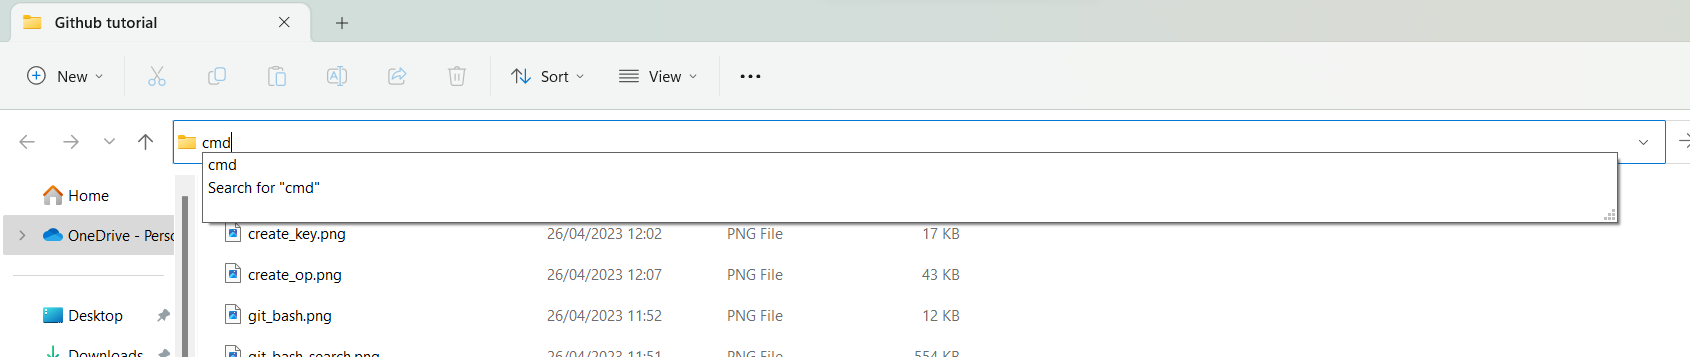 Github tutorial
New
Sort
View
cmd
cmd
Search for "cmd"
Home
OneDrive - Persc
create_key.png 26/04/2023 12:02 PNG File 17 KB
create_op.png 26/04/2023 12:07 PNG File 43 KB
Desktop
git_bash.png 26/04/2023 11:52 PNG File 12 KB
Downloads
git_bash_search.png 26/04/2023 11:51 PNG File 554 KB